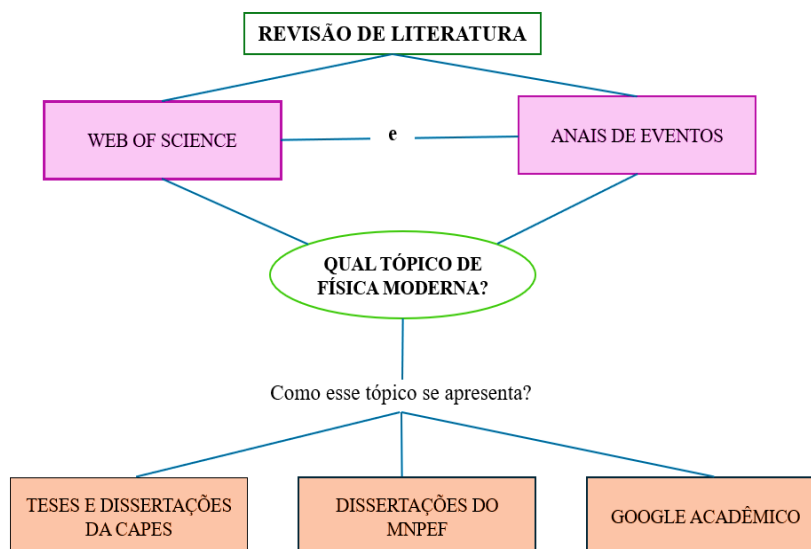 REVISÃO DE LITERATURA
WEB OF SCIENCE
e
ANAIS DE EVENTOS
QUAL TÓPICO DE
FÍSICA MODERNA?
Como esse tópico se apresenta?
TESES E DISSERTAÇÕES
DA CAPES
DISSERTAÇÕES DO
MNPEF
GOOGLE ACADÊMICO